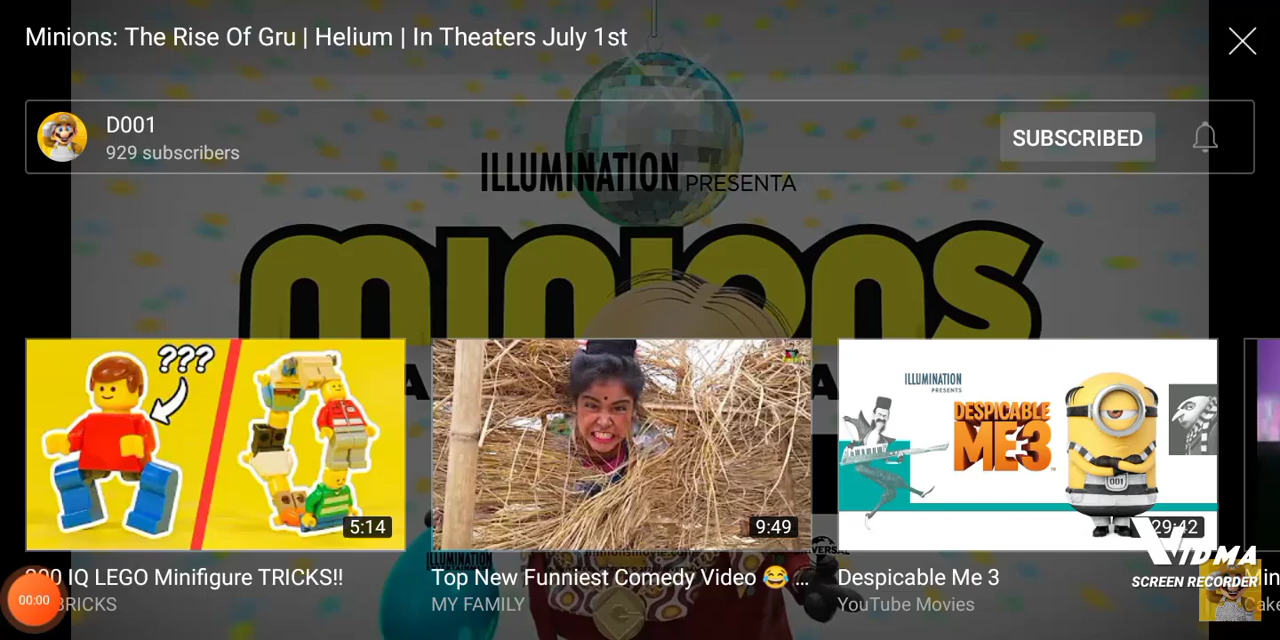 Minions: The Rise Of Gru | Helium | In Theaters July 1st
D001
929 subscribers
SUBSCRIBED
ILLUMINATION PRESENTA
minions
???
5:14
9:49
ILLUMINATION
PRESENTS
DESPICABLE
ME3
001
29:42
IQ LEGO Minifigure TRICKS!!
BRICKS
Top New Funniest Comedy Video 😂 ...
MY FAMILY
Despicable Me 3
YouTube Movies
VIDMA
SCREEN RECORDER
00:00